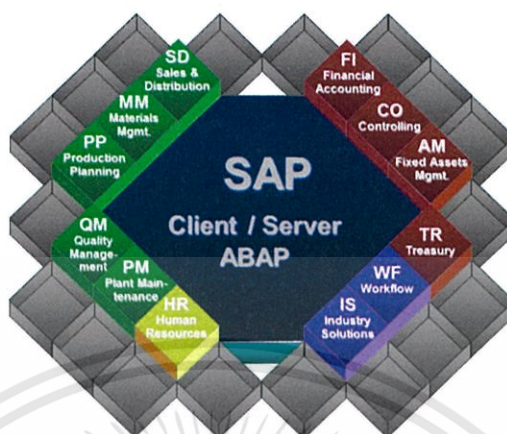 SD
Sales &
Distribution
MM
Materials
Mgmt.
PP
Production
Planning
FI
Financial
Accounting
CO
Controlling
AM
Fixed Assets
Mgmt.
SAP
Client / Server
ABAP
QM
Quality
Manage-
ment
PM
Plant Main-
tenance
HR
Human
Resources
TR
Treasury
WF
Workflow
IS
Industry
Solutions